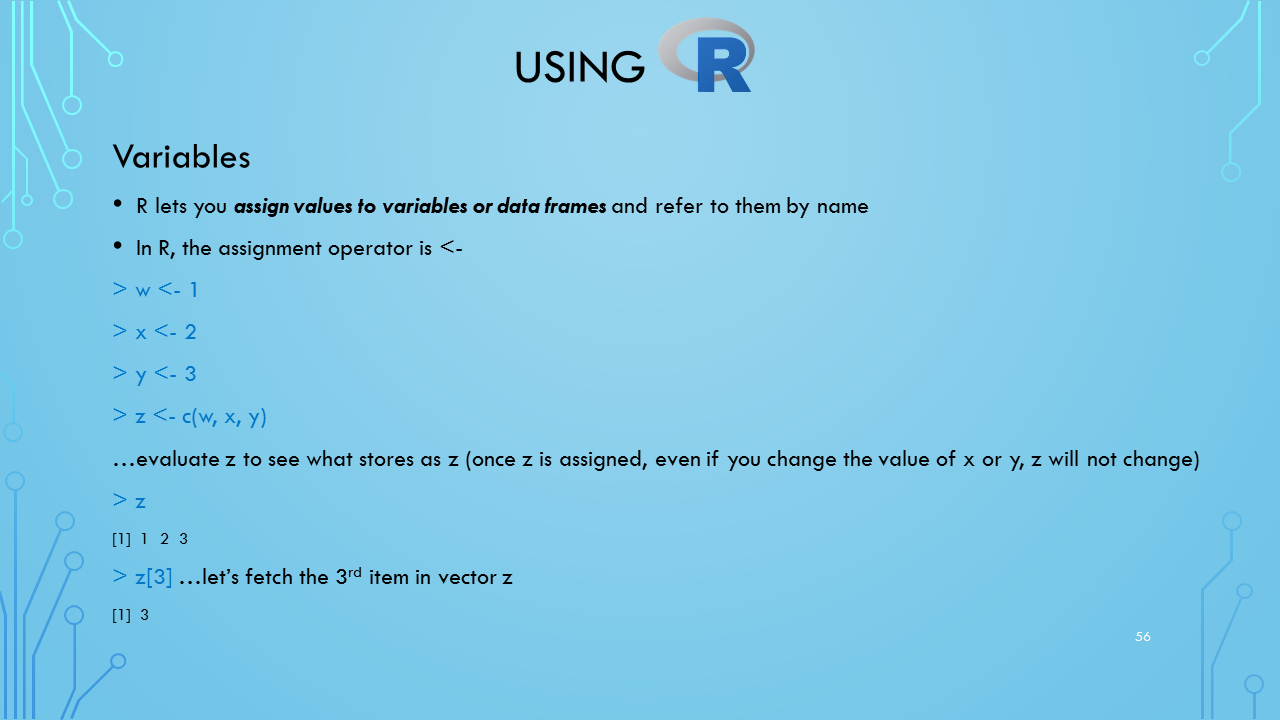 USING R
Variables
• R lets you assign values to variables or data frames and refer to them by name
• In R, the assignment operator is <-
> w <- 1
> x <- 2
> y <- 3
> z <- c(w, x, y)
…evaluate z to see what stores as z (once z is assigned, even if you change the value of x or y, z will not change)
> z
[1] 1 2 3
> z[3] …let’s fetch the 3rd item in vector z
[1] 3
56